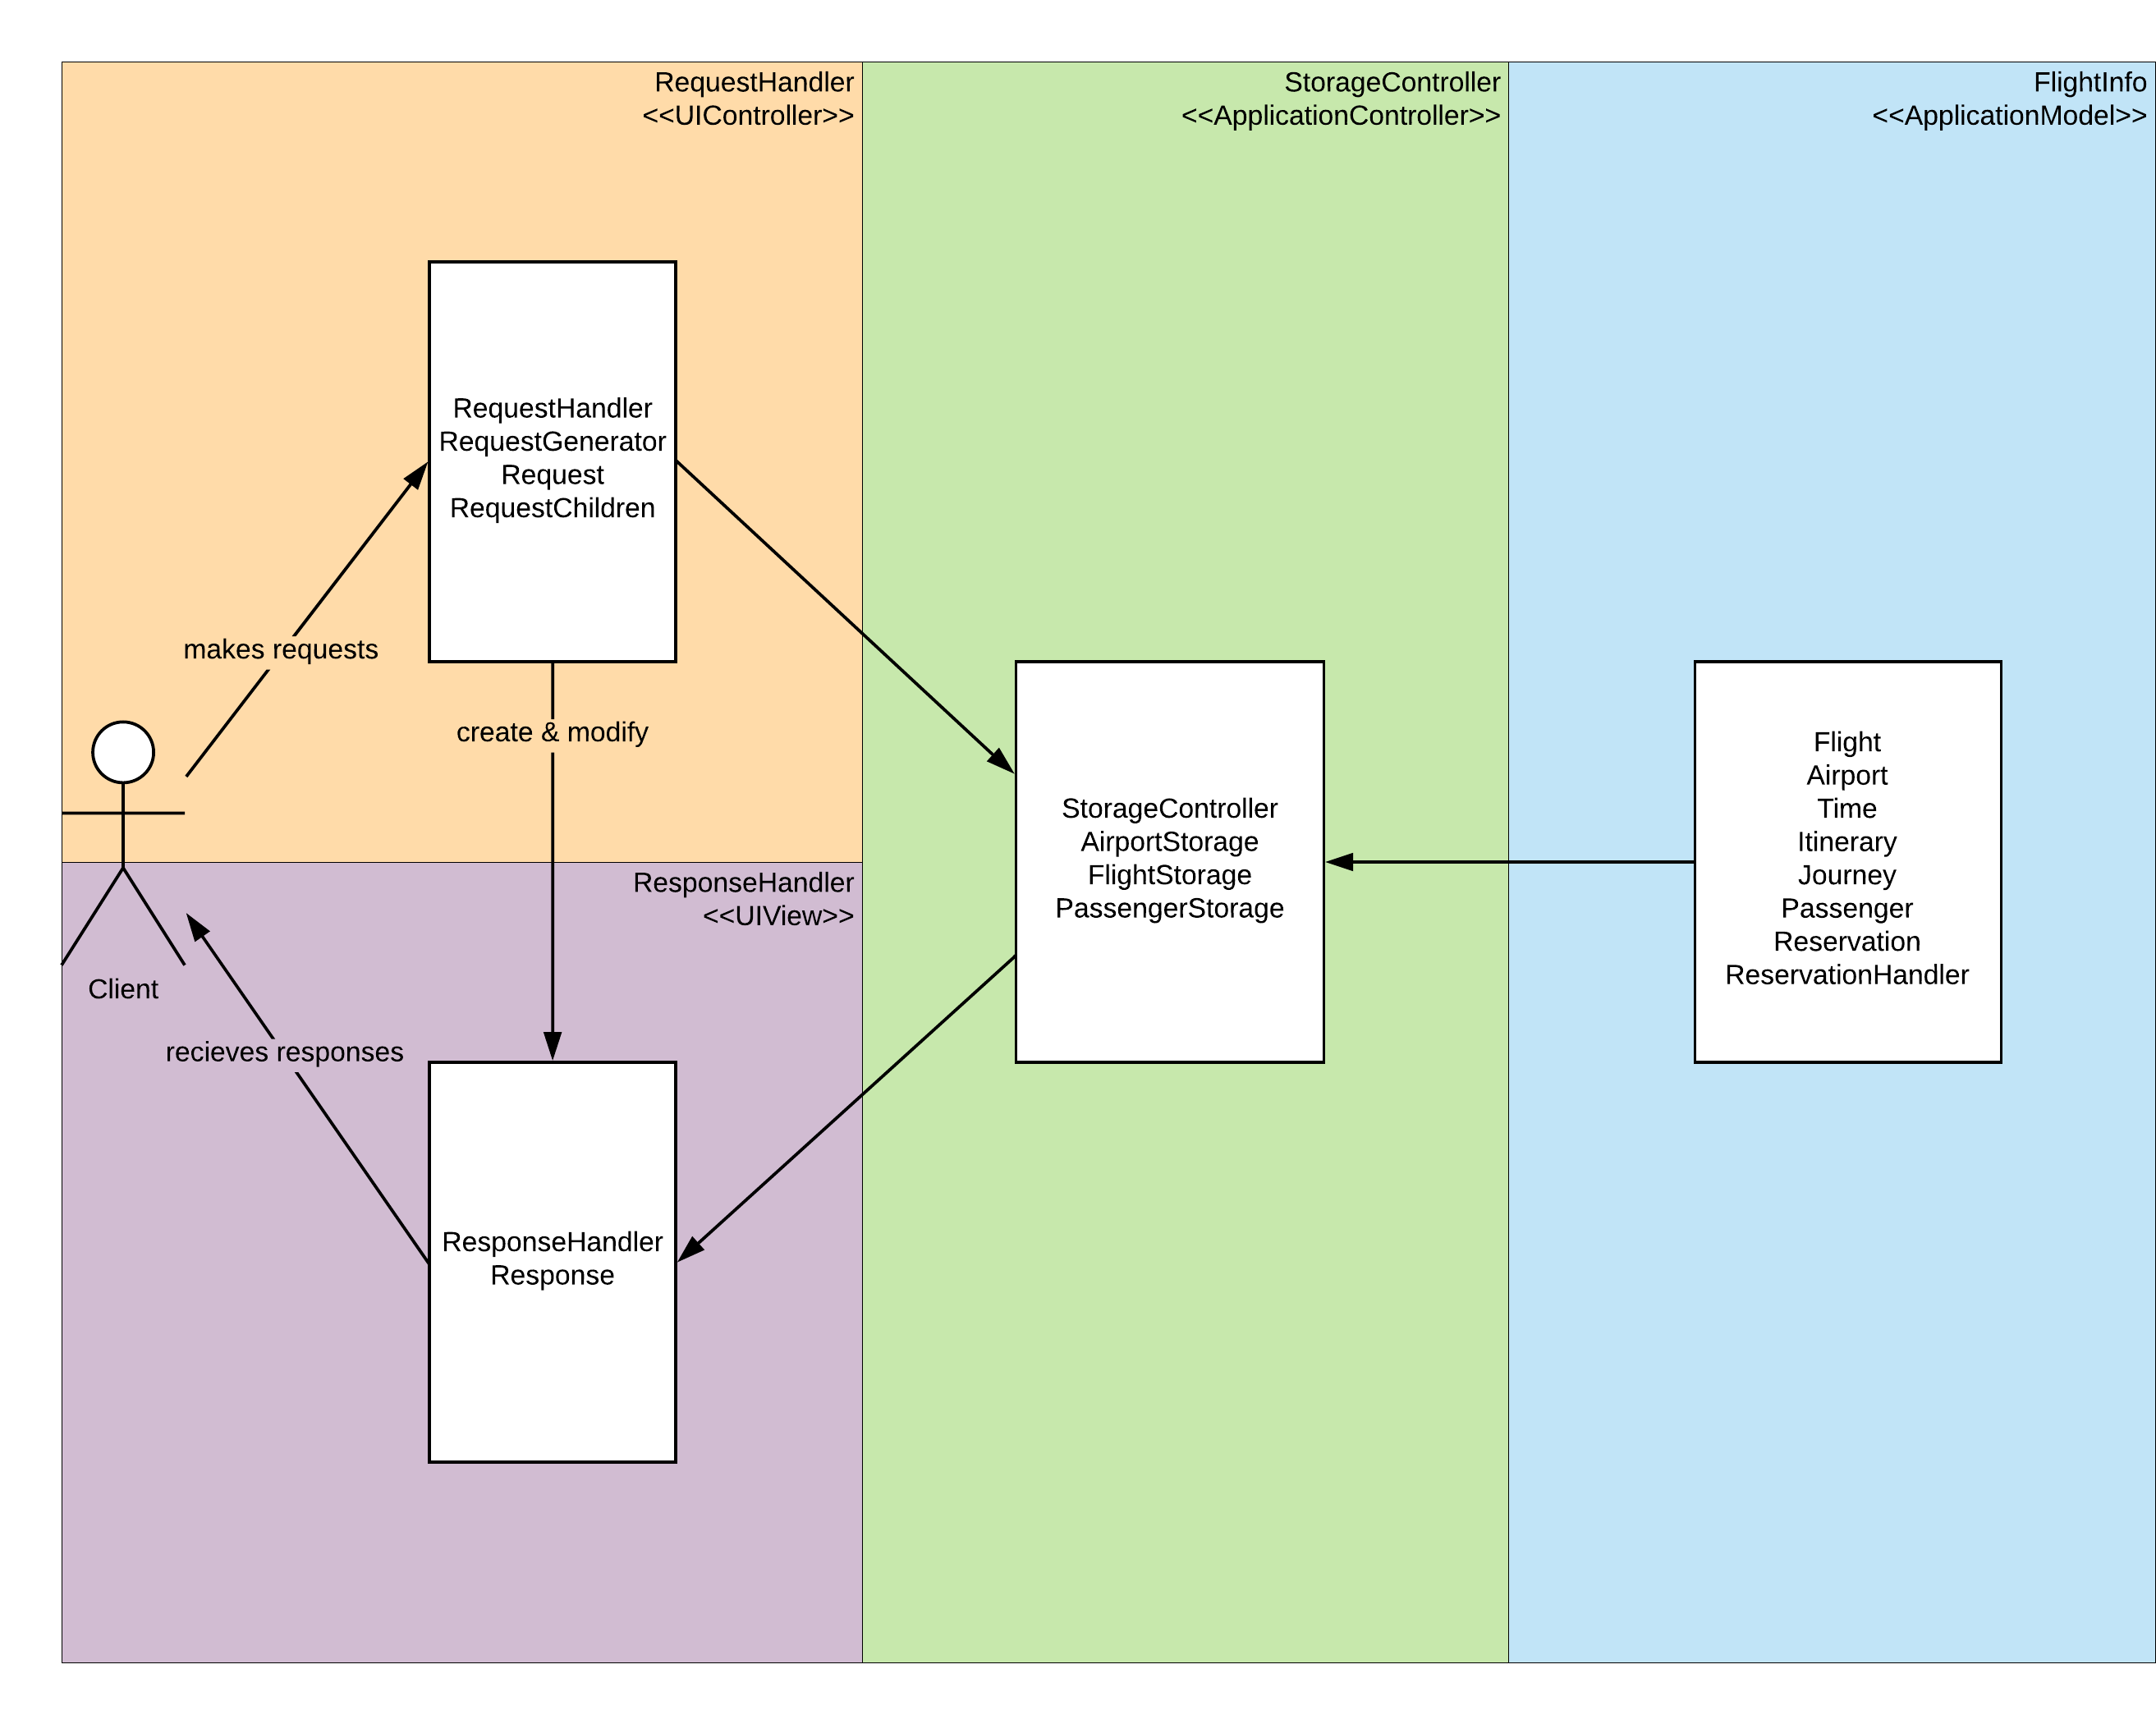 RequestHandler
<<UIController>>
StorageController
<<ApplicationController>>
FlightInfo
<<ApplicationModel>>
RequestHandler
RequestGenerator
Request
RequestChildren
makes requests
create & modify
StorageController
AirportStorage
FlightStorage
PassengerStorage
Flight
Airport
Time
Itinerary
Journey
Passenger
Reservation
ReservationHandler
ResponseHandler
<<UIView>>
Client
recieves responses
ResponseHandler
Response